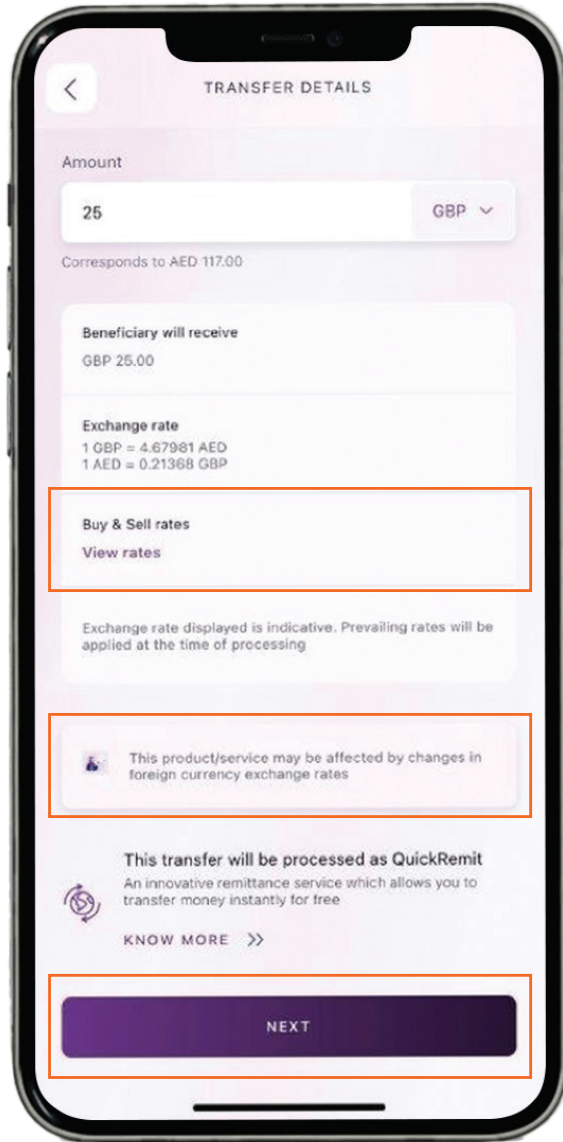 TRANSFER DETAILS
Amount
25
GBP
Corresponds to AED 117.00
Beneficiary will receive
GBP 25.00
Exchange rate
1 GBP = 4.67981 AED
1 AED = 0.21368 GBP
Buy & Sell rates
View rates
Exchange rate displayed is indicative. Prevailing rates will be
applied at the time of processing
This product/service may be affected by changes in
foreign currency exchange rates
This transfer will be processed as QuickRemit
An innovative remittance service which allows you to
transfer money instantly for free
KNOW MORE
NEXT